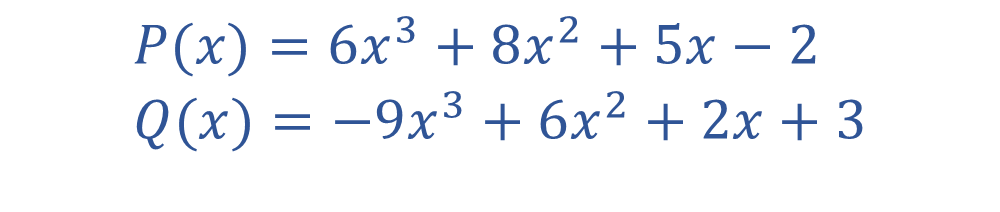 P(x) = 6x³ + 8x² + 5x − 2
Q(x) = −9x³ + 6x² + 2x + 3